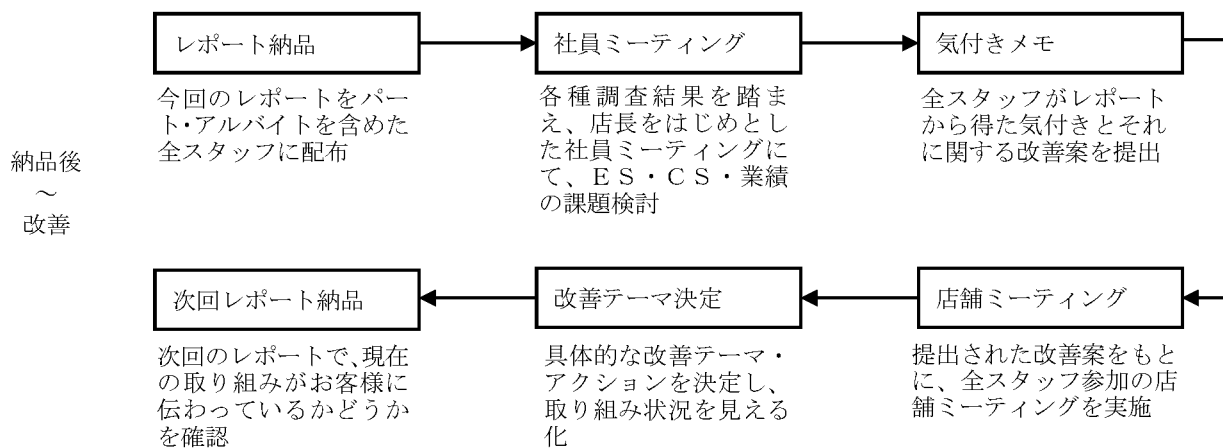 納品後
～
改善
レポート納品
今回のレポートをパー
ト・アルバイトを含めた
全スタッフに配布
社員ミーティング
各種調査結果を踏ま
え、店長をはじめとし
た社員ミーティングに
て、ＥＳ・ＣＳ・業績
の課題検討
気付きメモ
全スタッフがレポート
から得た気付きとそれ
に関する改善案を提出
店舗ミーティング
提出された改善案をもと
に、全スタッフ参加の店
舗ミーティングを実施
改善テーマ決定
具体的な改善テーマ・
アクションを決定し、
取り組み状況を見える
化
次回レポート納品
次回のレポートで、現在
の取り組みがお客様に
伝わっているかどうか
を確認